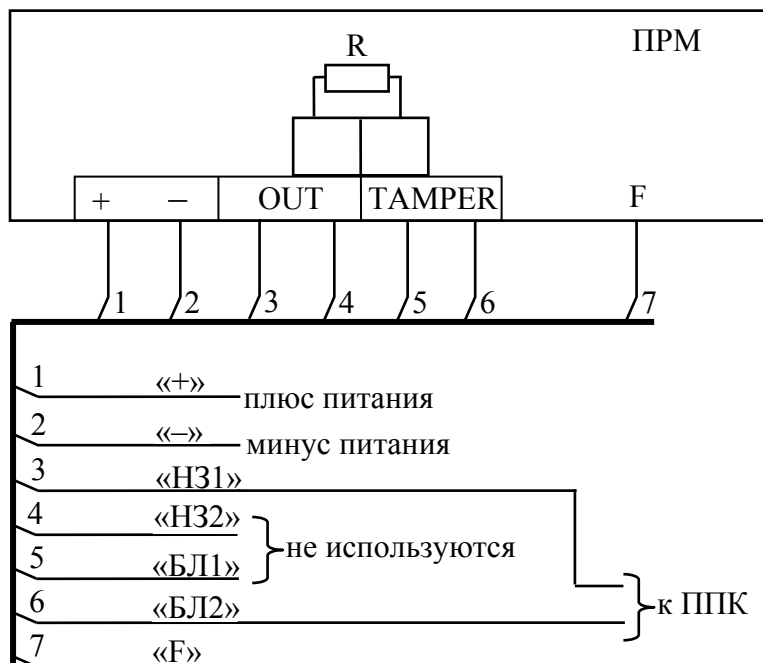 R
ПРМ
+ – OUT TAMPER F
1 2 3 4 5 6 7
1 «+» плюс питания
2 «–» минус питания
3 «НЗ1»
4 «НЗ2»
не используются
5 «БЛ1»
6 «БЛ2»
к ППК
7 «F»